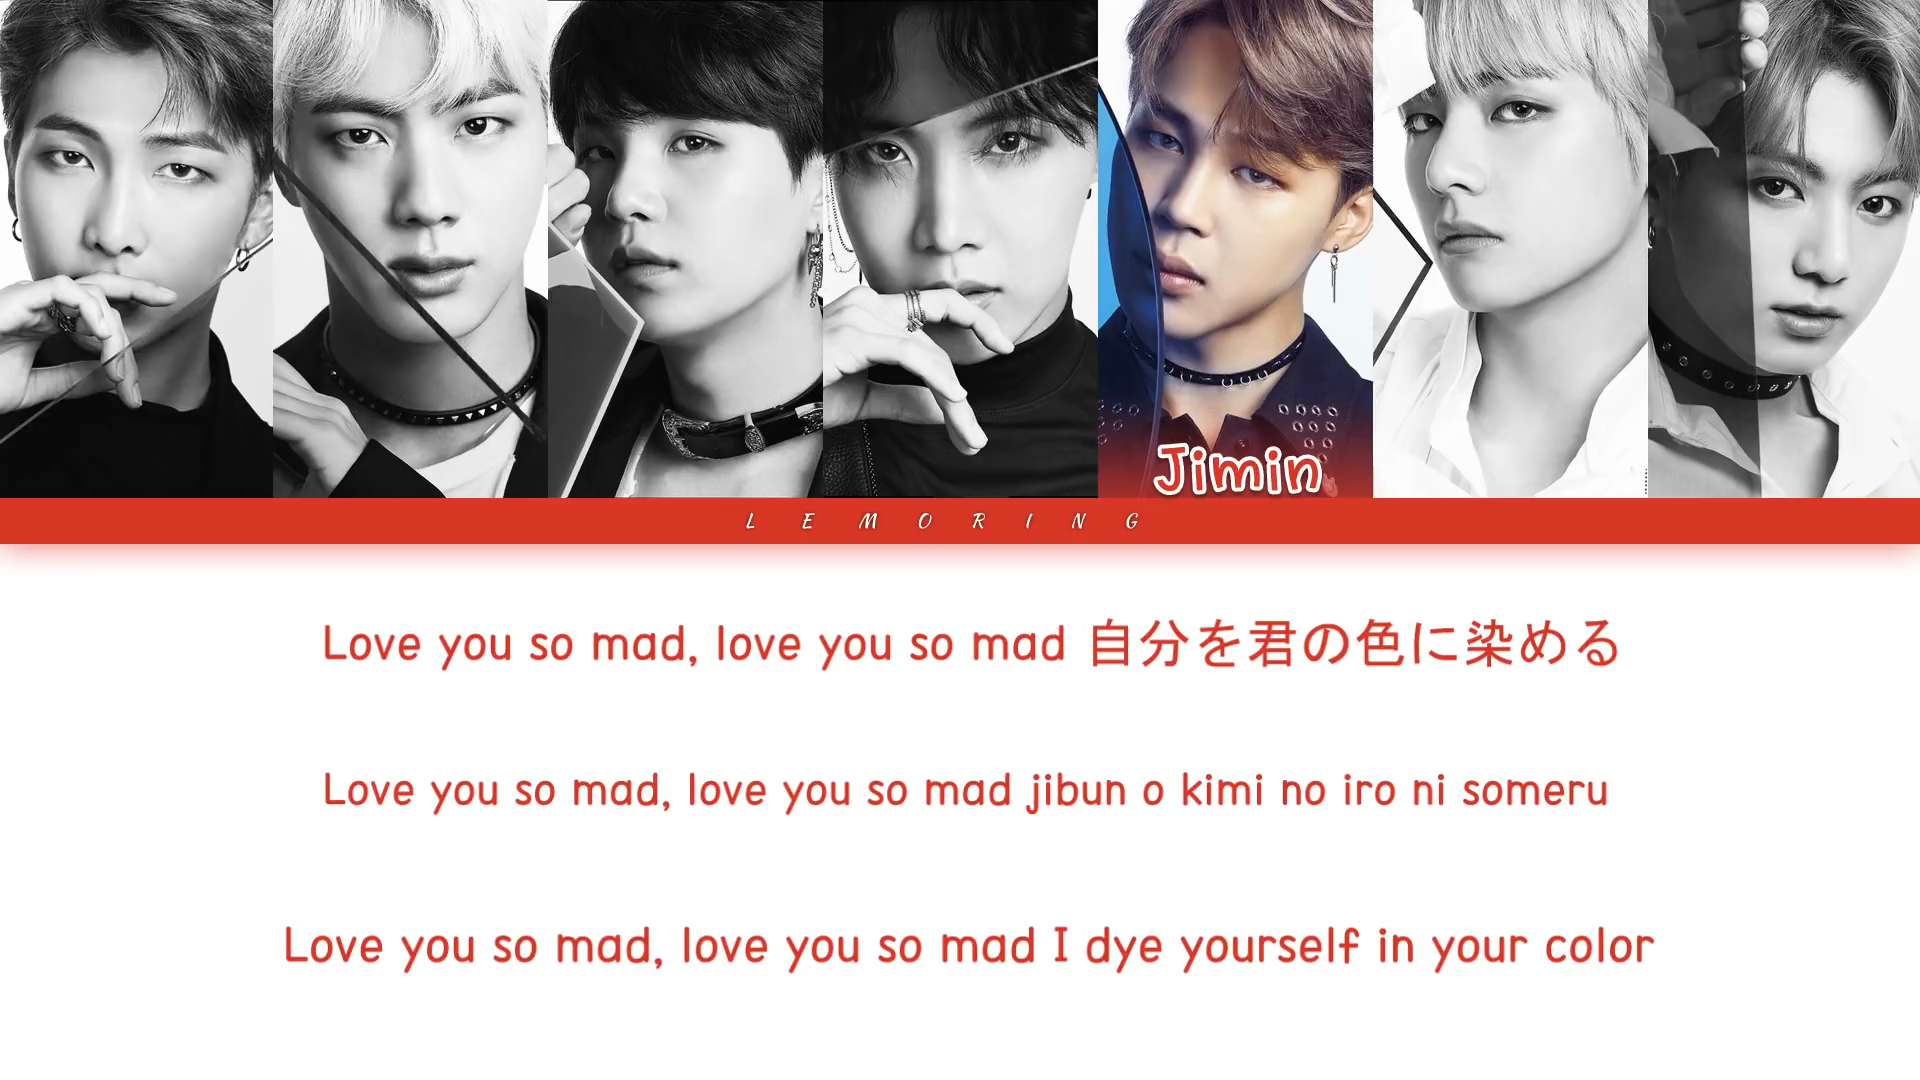 Jimin
LEMORING
Love you so mad, love you so mad 自分を君の色に染める
Love you so mad, love you so mad jibun o kimi no iro ni someru
Love you so mad, love you so mad I dye yourself in your color